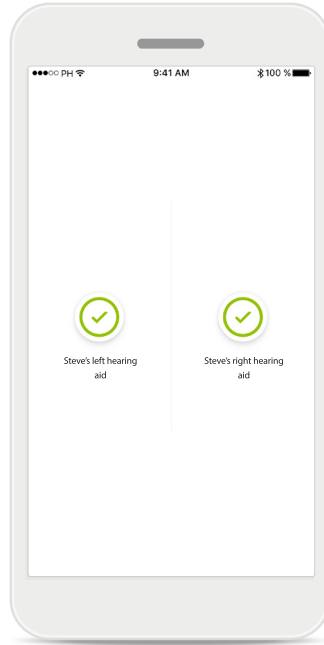 ●●●○○ PH 9:41 AM 100 %
Steve's left hearing
aid
Steve's right hearing
aid